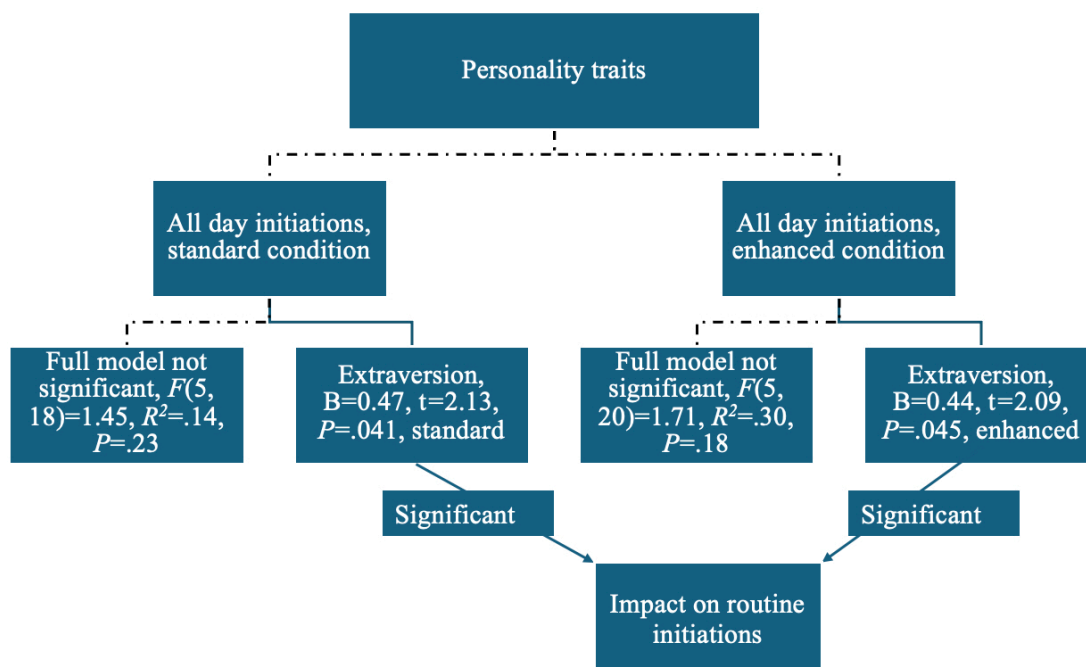 Personality traits
All day initiations,
standard condition
All day initiations,
enhanced condition
Full model not
significant, F(5,
18)=1.45, R²=.14,
P=.23
Extraversion,
B=0.47, t=2.13,
P=.041, standard
Full model not
significant, F(5,
20)=1.71, R²=.30,
P=.18
Extraversion,
B=0.44, t=2.09,
P=.045, enhanced
Significant
Significant
Impact on routine
initiations